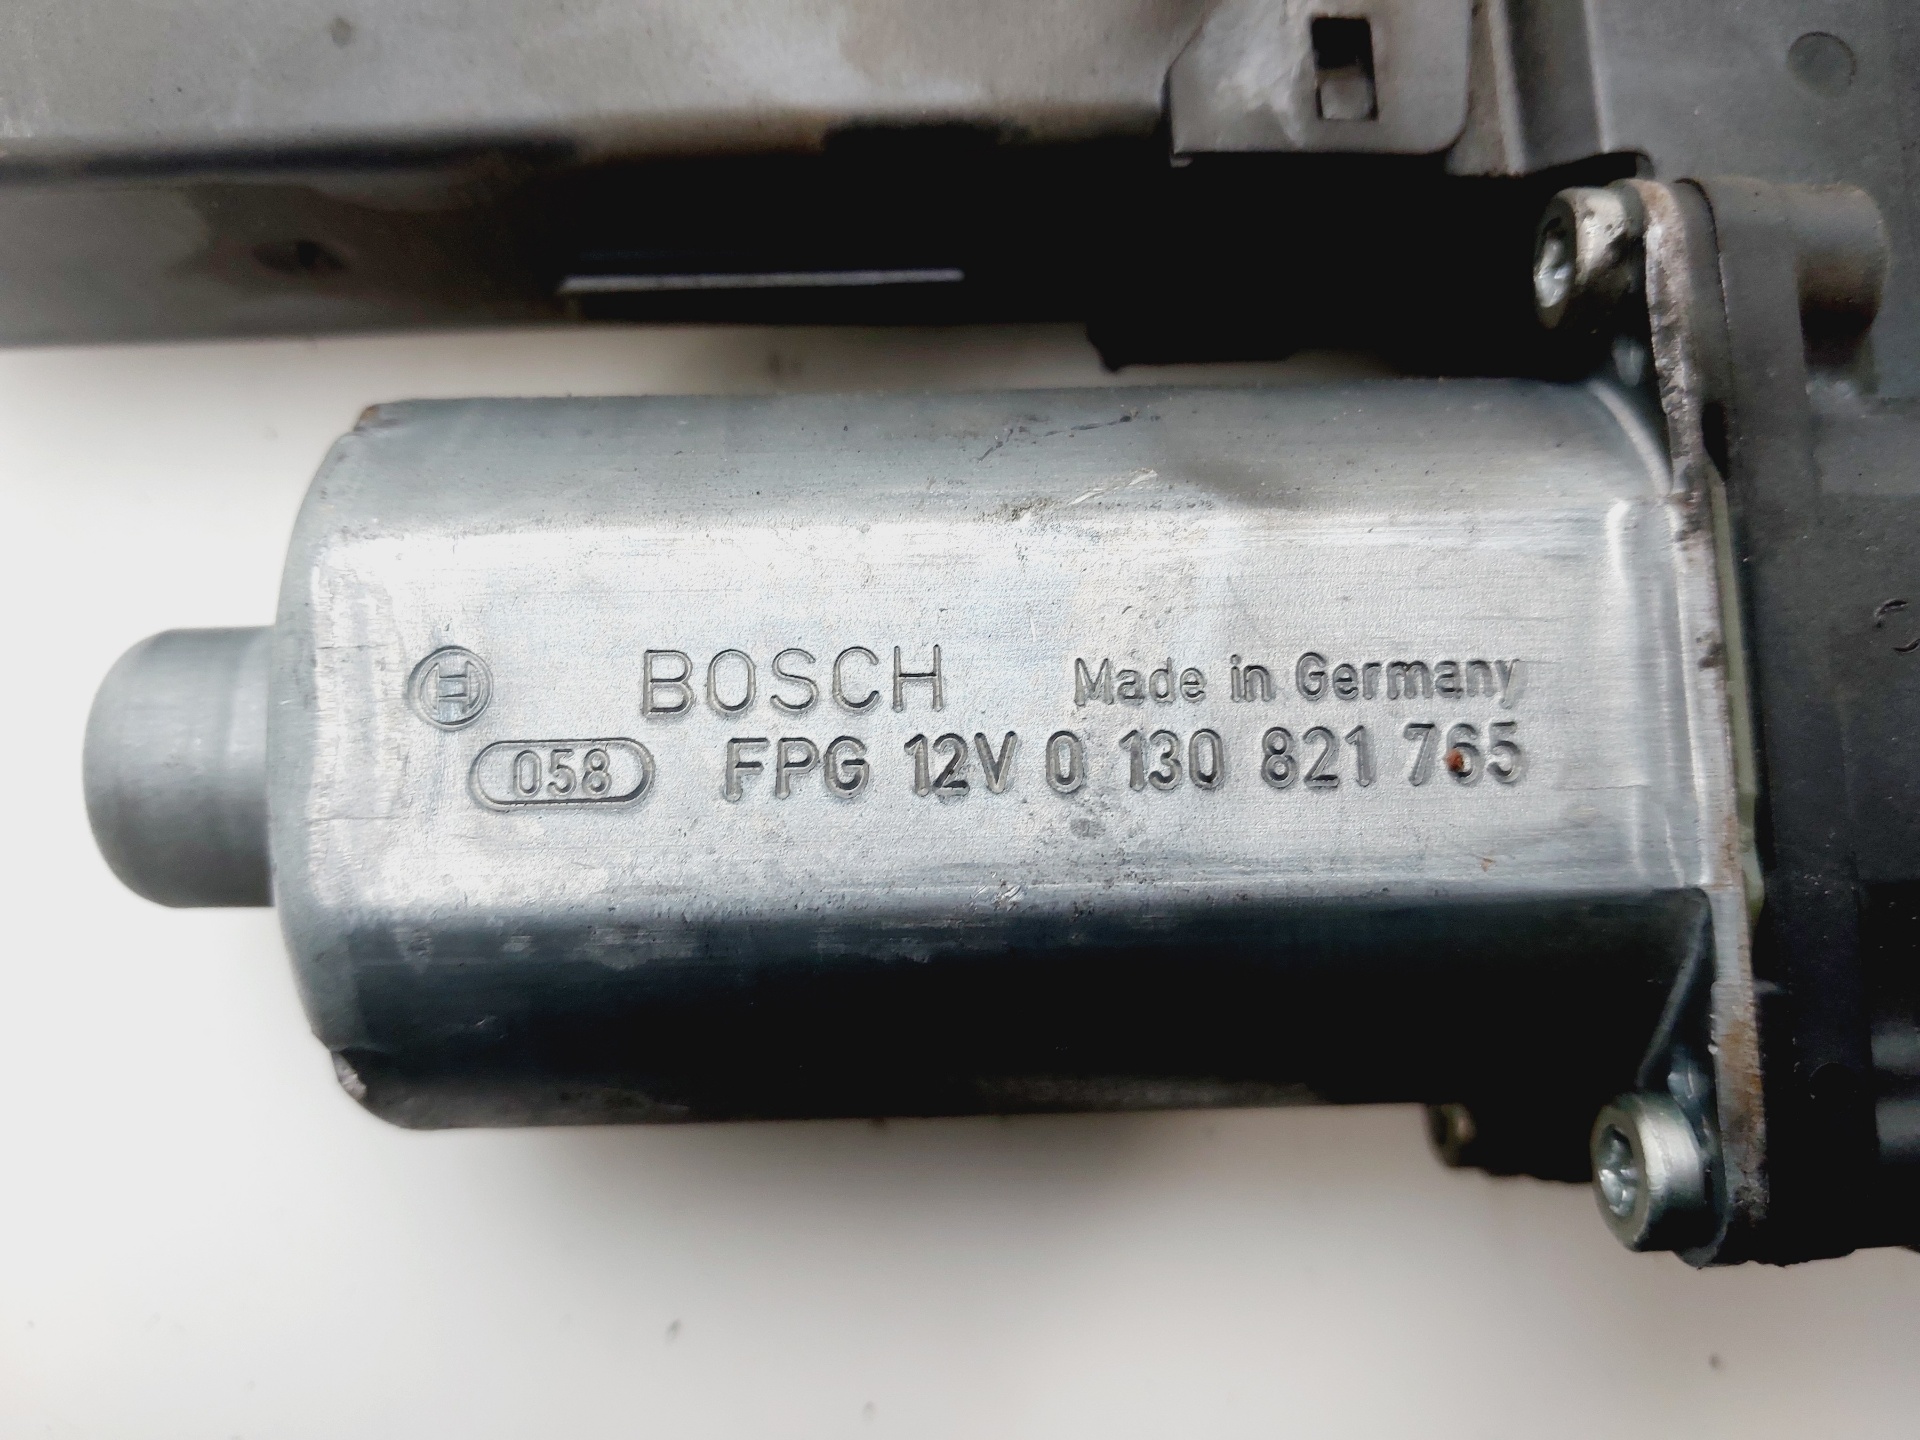 BOSCH Made in Germany
058 FPG 12V 0 130 821 765